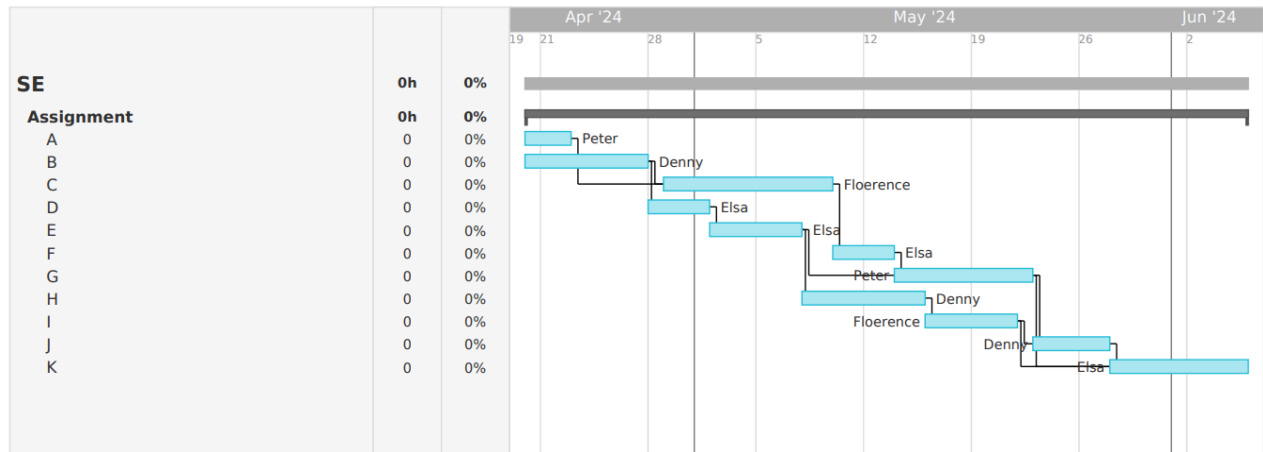 Apr '24 May '24 Jun '24
19 21 28 5 12 19 26 2
SE 0h 0%
Assignment 0h 0%
A 0 0% Peter
B 0 0% Denny
C 0 0% Floerence
D 0 0% Elsa
E 0 0% Elsa
F 0 0% Elsa
G 0 0% Peter
H 0 0% Denny
I 0 0% Floerence
J 0 0% Denny
K 0 0% Elsa